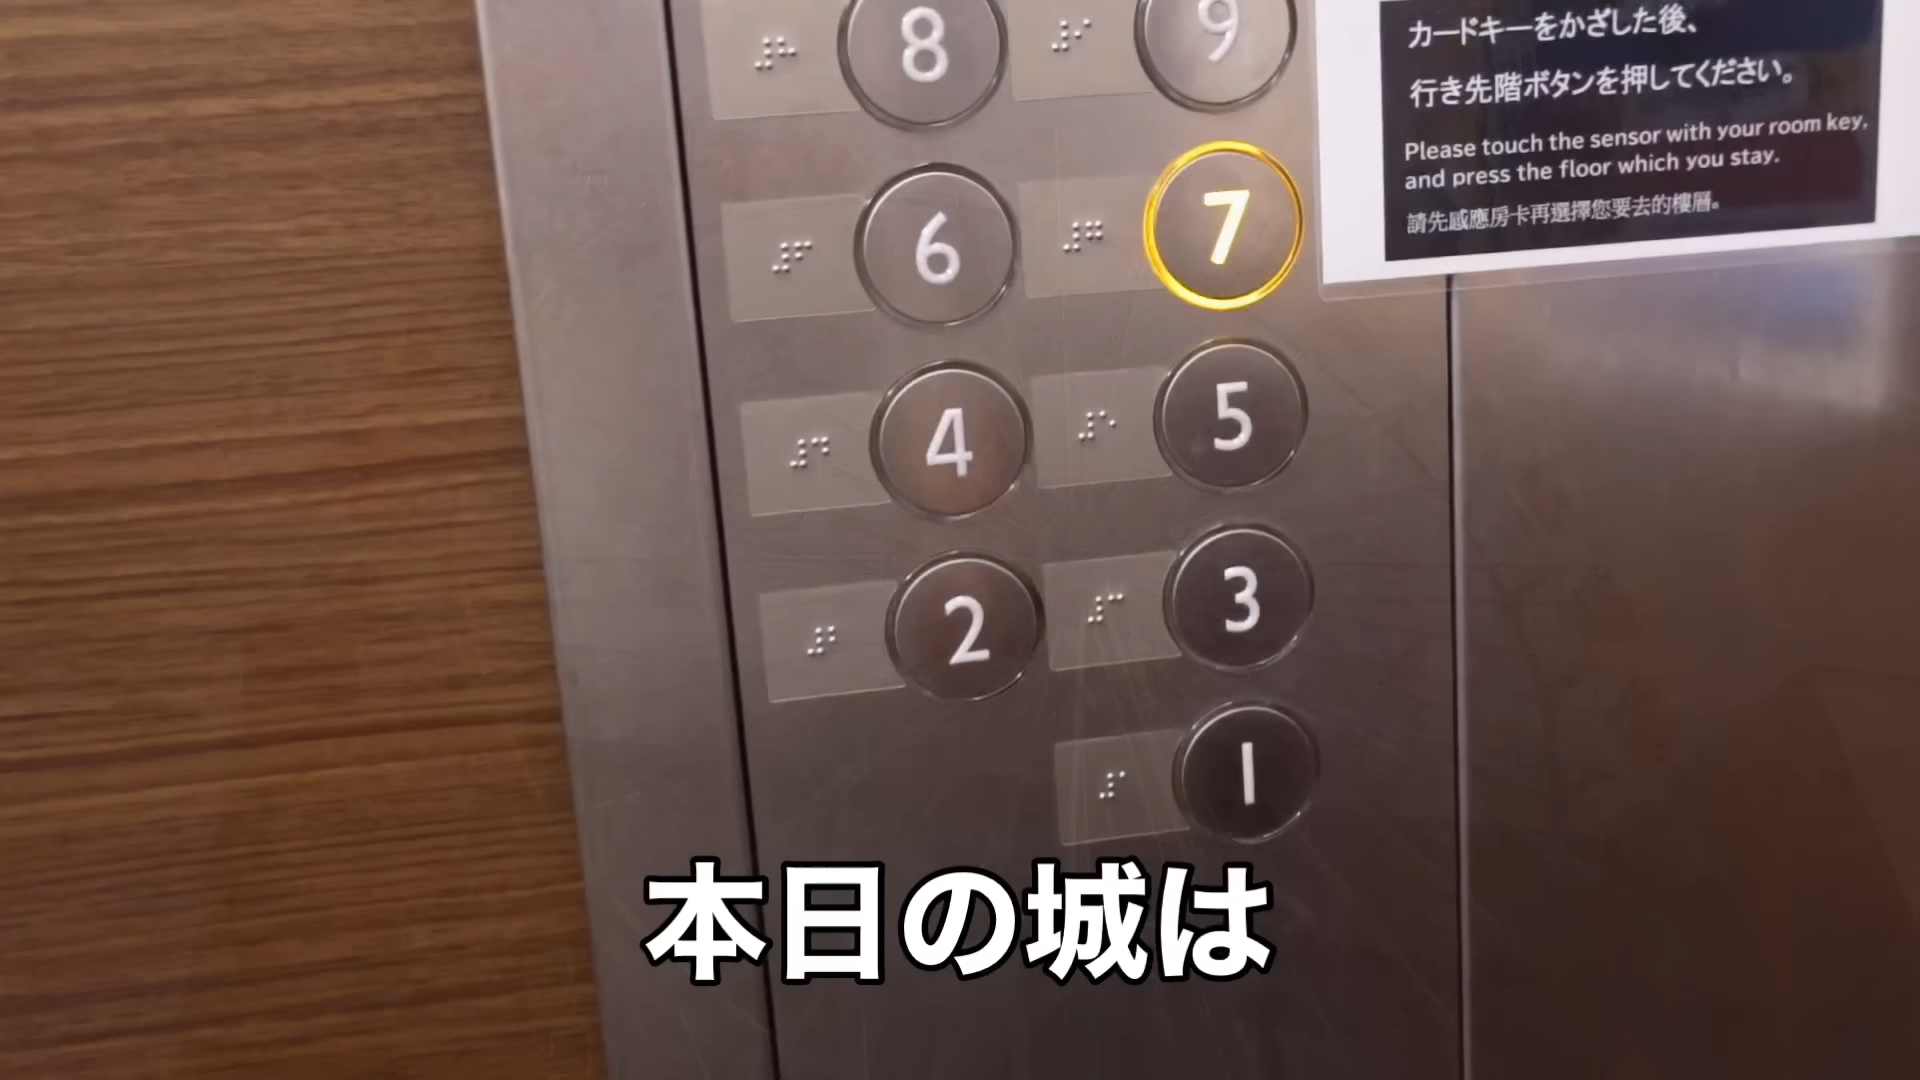 8 9
カードキーをかざした後、
行き先階ボタンを押してください。
Please touch the sensor with your room key,
and press the floor which you stay.
請先感應房卡再選擇您要去的樓層。
6 7
4 5
2 3
1
本日の城は